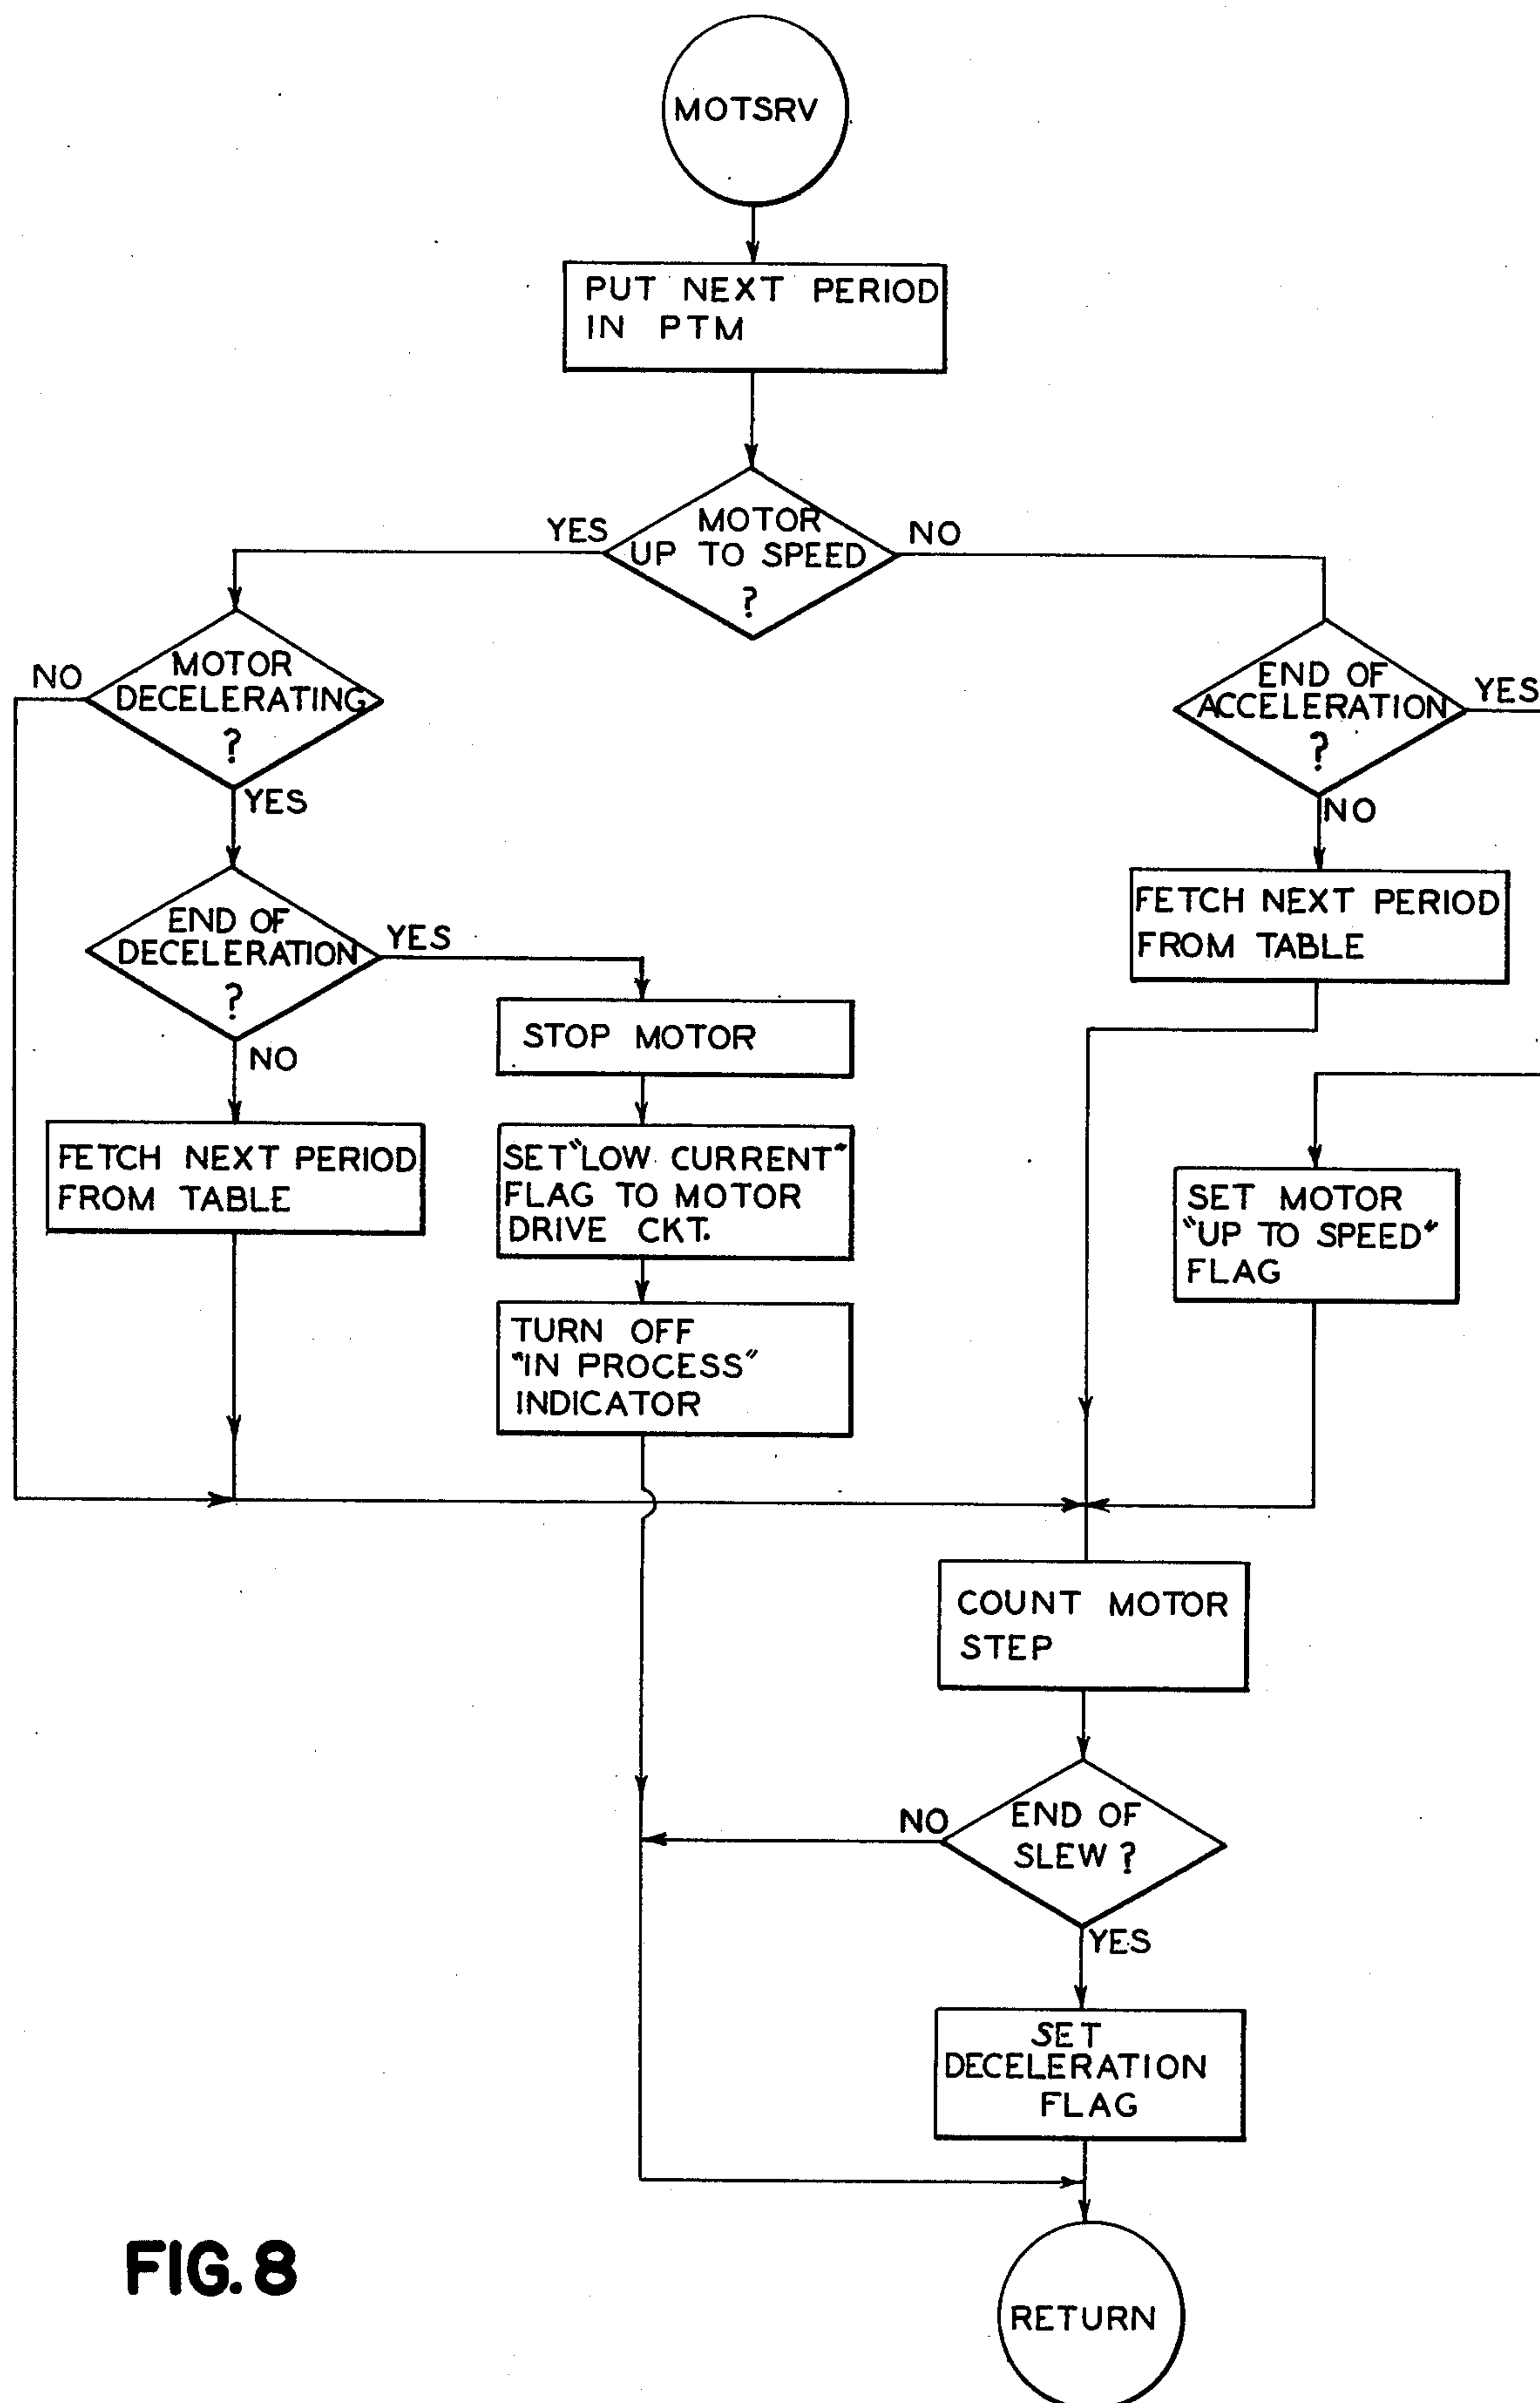 MOTSRV
PUT NEXT PERIOD
IN PTM
MOTOR
UP TO SPEED
?
YES
NO
MOTOR
DECELERATING
?
NO
YES
END OF
ACCELERATION
?
YES
NO
END OF
DECELERATION
?
YES
NO
FETCH NEXT PERIOD
FROM TABLE
STOP MOTOR
SET "LOW CURRENT"
FLAG TO MOTOR
DRIVE CKT.
TURN OFF
"IN PROCESS"
INDICATOR
FETCH NEXT PERIOD
FROM TABLE
SET MOTOR
"UP TO SPEED"
FLAG
COUNT MOTOR
STEP
END OF
SLEW ?
NO
YES
SET
DECELERATION
FLAG
RETURN
FIG. 8